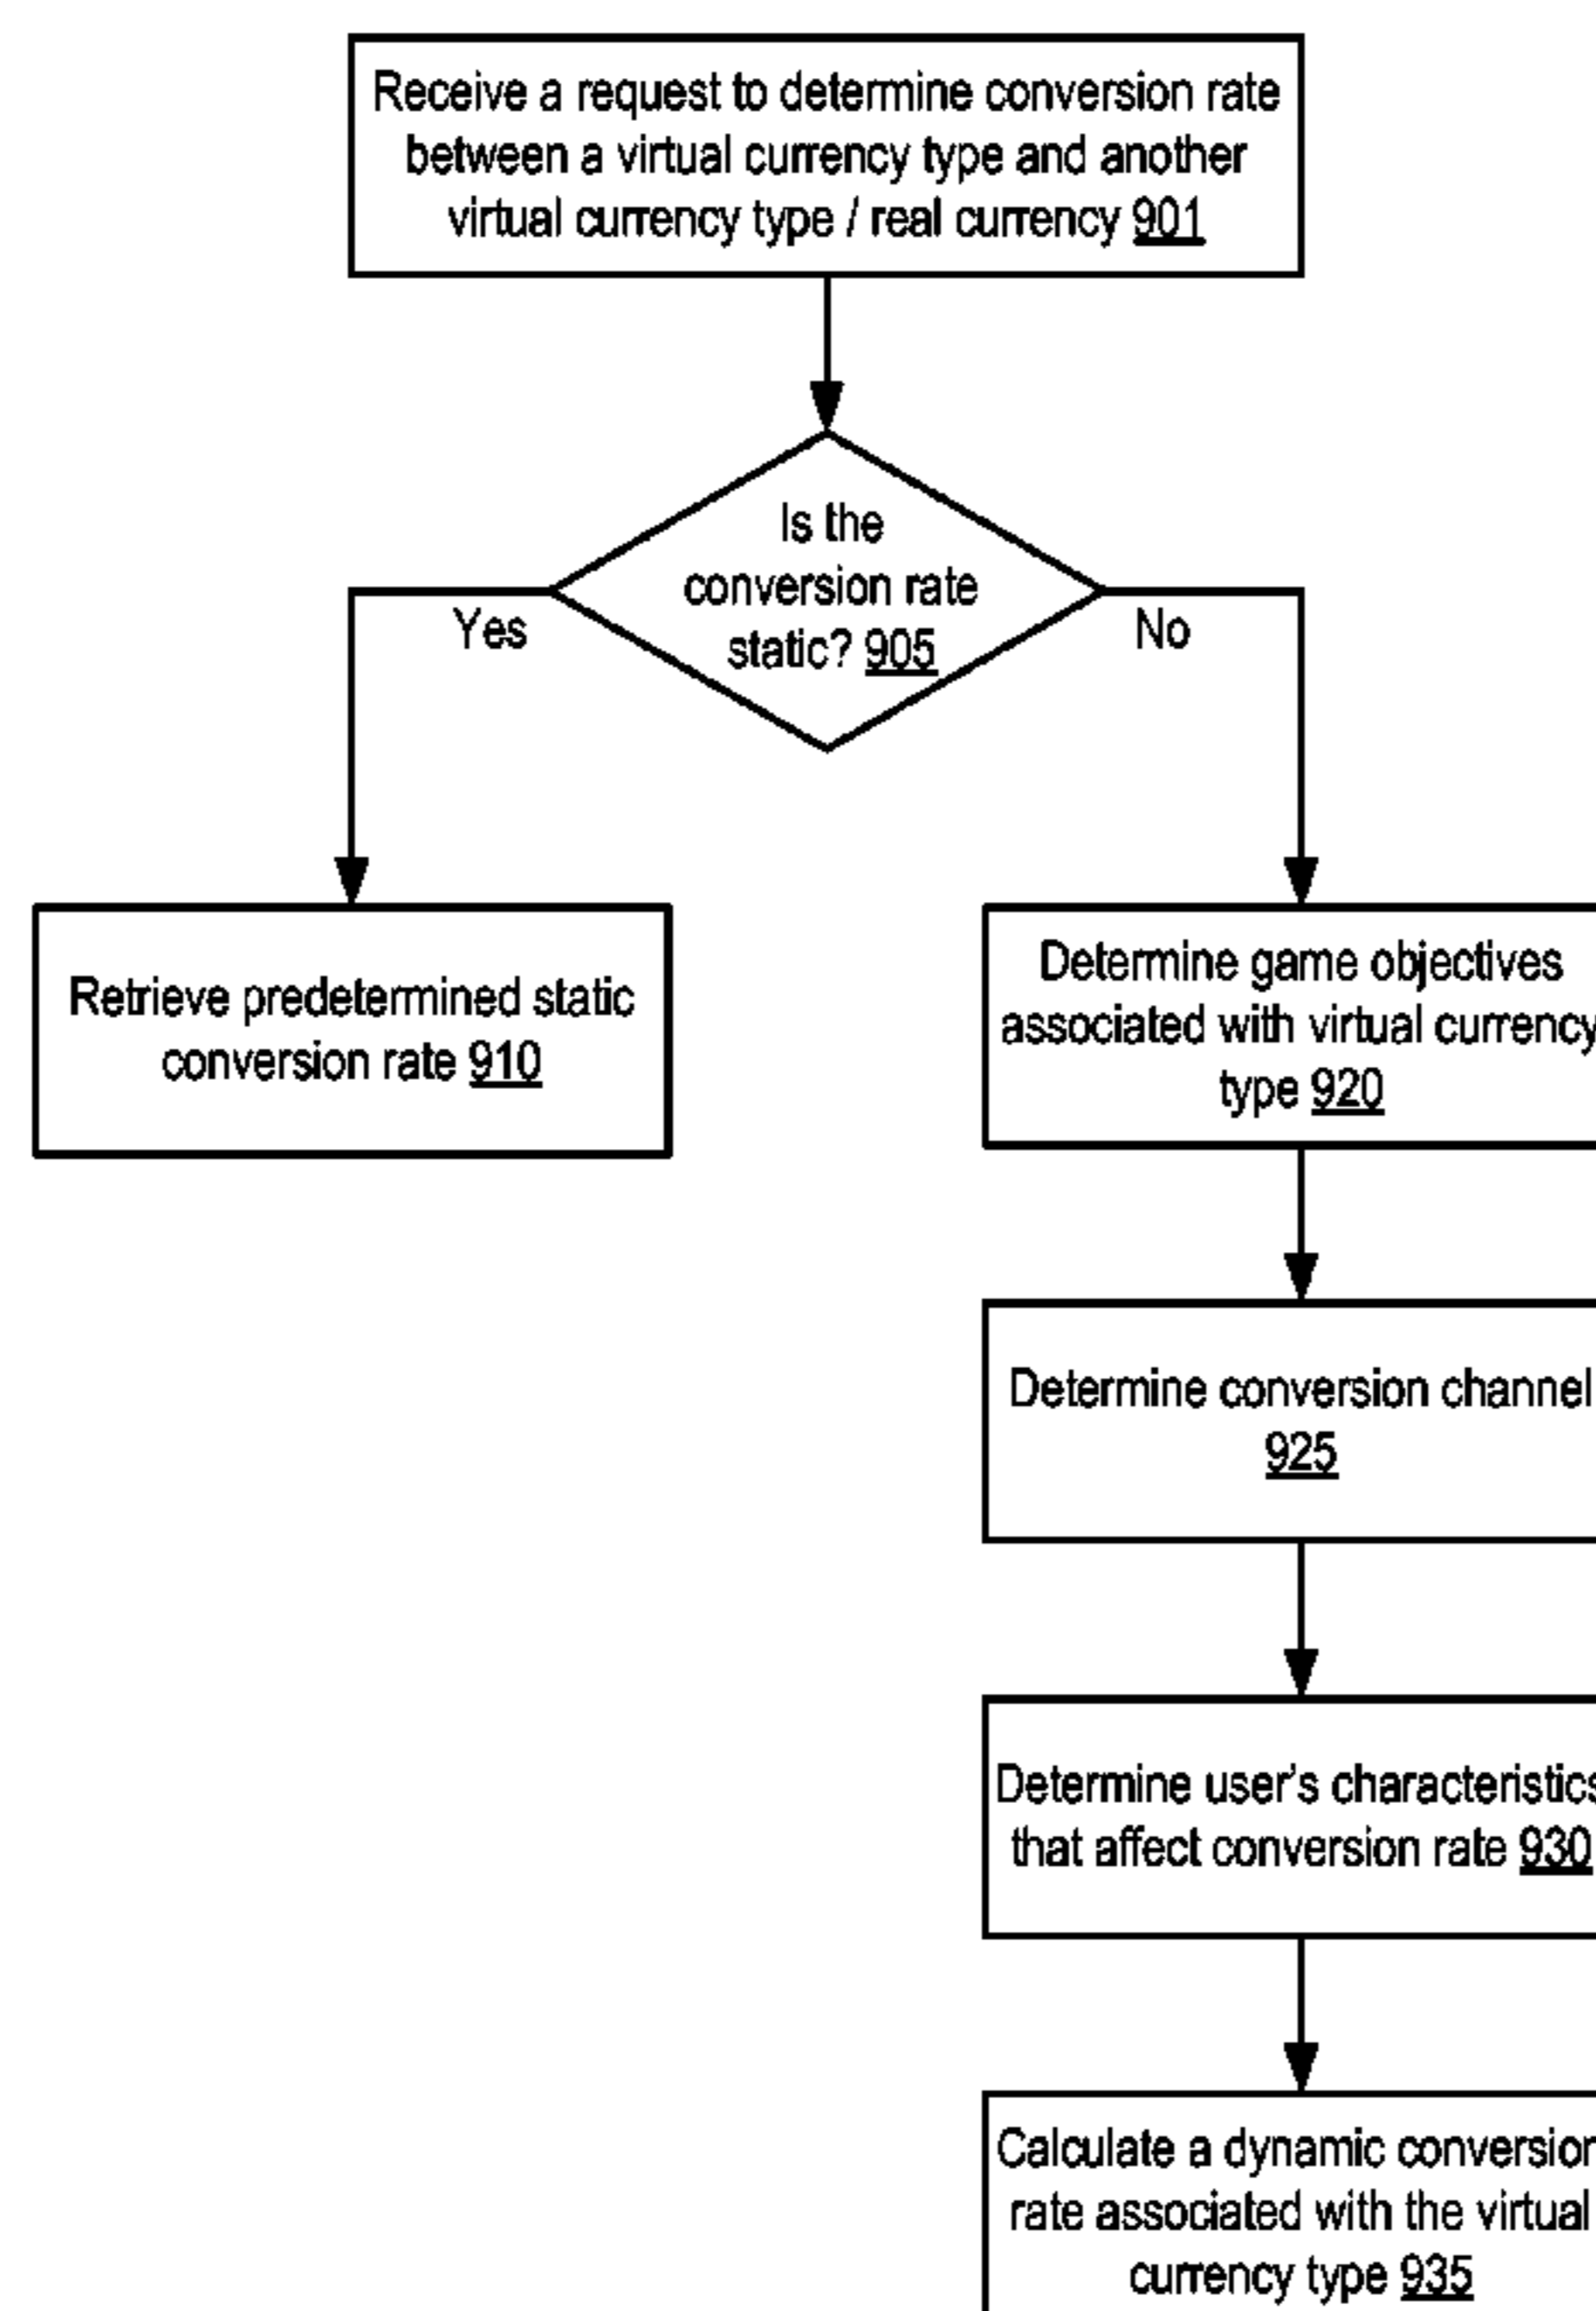 Receive a request to determine conversion rate
between a virtual currency type and another
virtual currency type / real currency 901
Is the
conversion rate
static? 905
Yes
No
Retrieve predetermined static
conversion rate 910
Determine game objectives
associated with virtual currency
type 920
Determine conversion channel
925
Determine user's characteristics
that affect conversion rate 930
Calculate a dynamic conversion
rate associated with the virtual
currency type 935